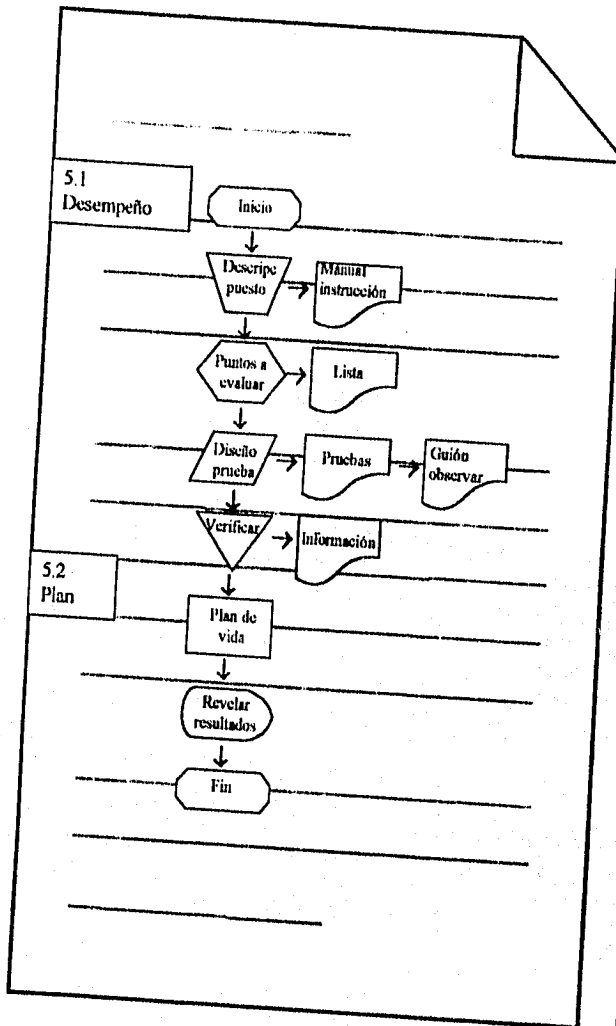 5.1
Desempeño
Inicio
Descripc
puesto
Manual
instrucción
Puntos a
evaluar
Lista
Diseño
prueba
Pruebas
Guión
observar
Verificar
Información
5.2
Plan
Plan de
vida
Revelar
resultados
Fin